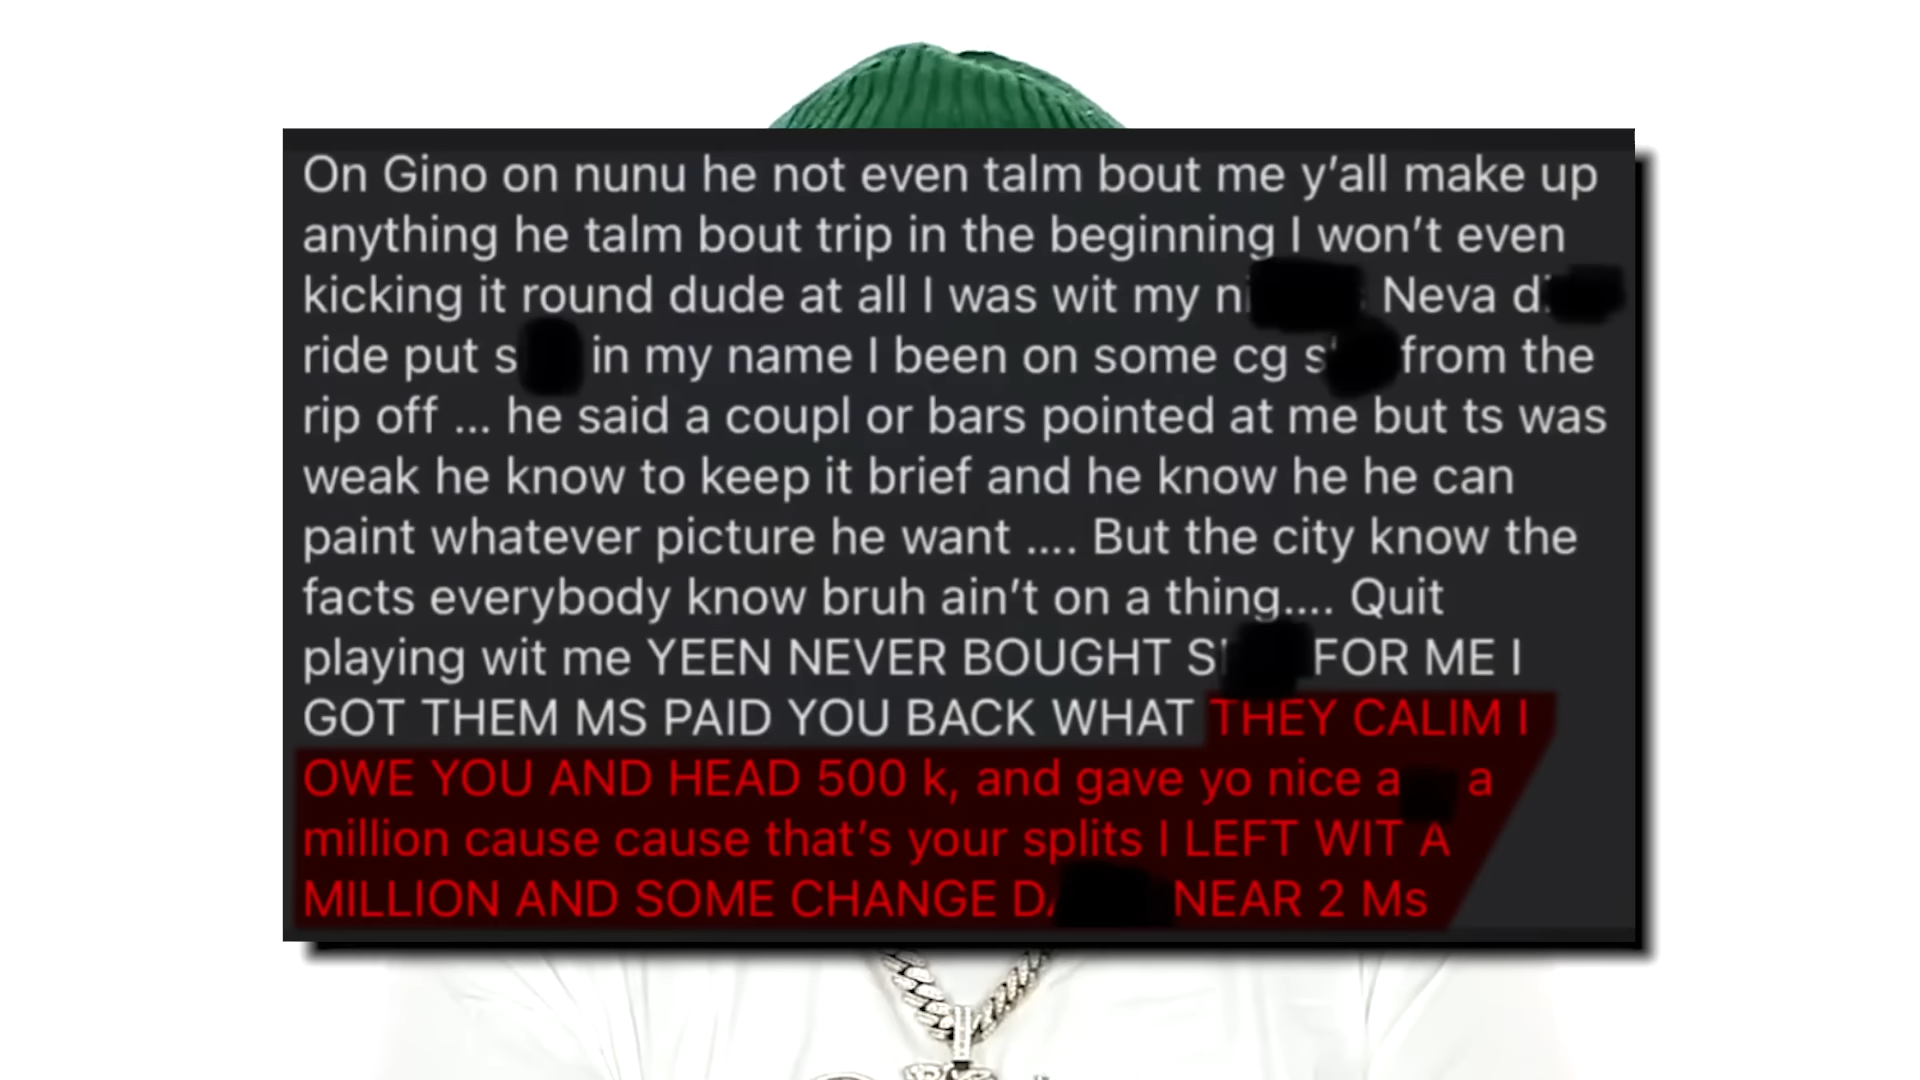 On Gino on nunu he not even talm bout me y’all make up
anything he talm bout trip in the beginning I won’t even
kicking it round dude at all I was wit my Neva
ride put in my name I been on some cg from the
rip off ... he said a coupl or bars pointed at me but ts was
weak he know to keep it brief and he know he he can
paint whatever picture he want .... But the city know the
facts everybody know bruh ain’t on a thing.... Quit
playing wit me YEEN NEVER BOUGHT FOR ME I
GOT THEM MS PAID YOU BACK WHAT THEY CALIM I
OWE YOU AND HEAD 500 k, and gave yo nice a
million cause cause that’s your splits I LEFT WIT A
MILLION AND SOME CHANGE NEAR 2 Ms